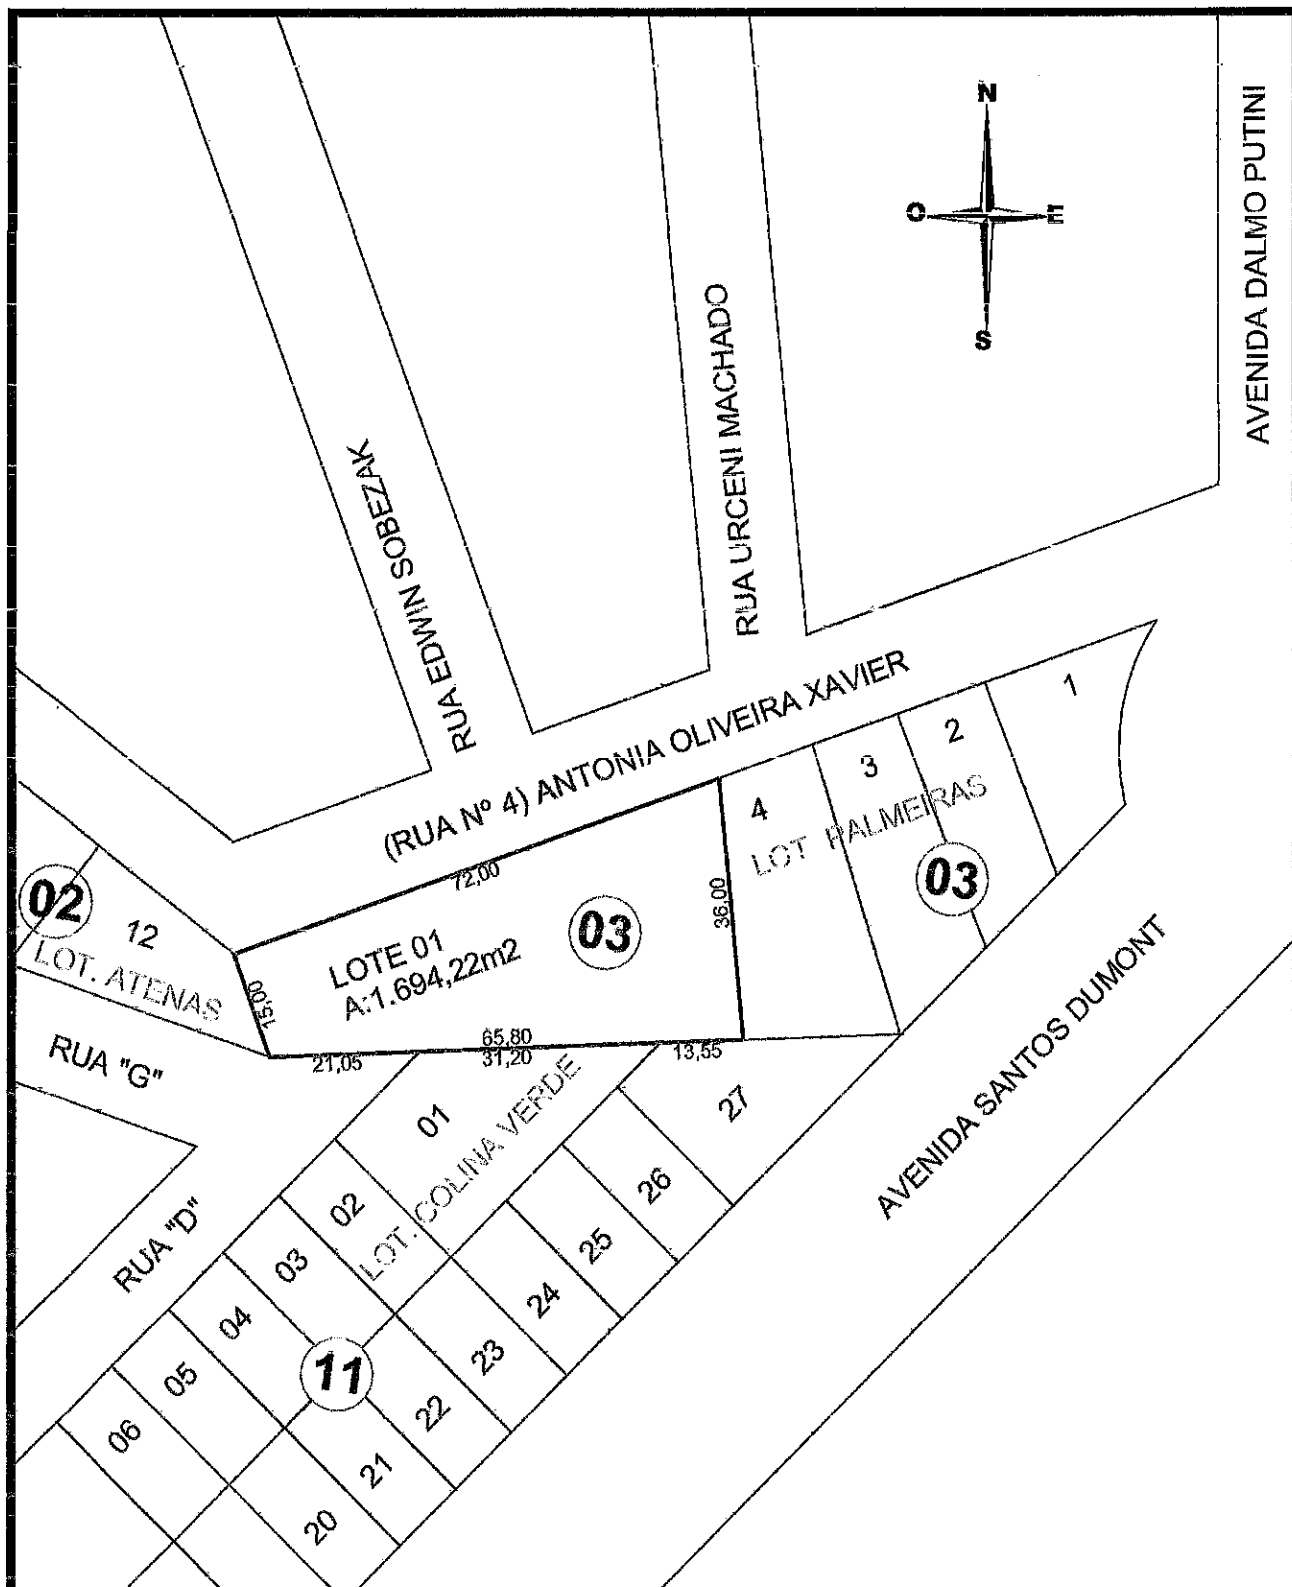 N
O
E
S
AVENIDA DALMO PUTINI
RUA URCENI MACHADO
RUA EDWIN SOBEZAK
(RUA Nº 4) ANTONIA OLIVEIRA XAVIER
1
2
3
4
LOT PALMEIRAS
03
72,00
36,00
03
LOTE 01
A:1.694,22m2
15,00
65,80
21,05
31,20
13,55
02
12
LOT. ATENAS
RUA "G"
RUA "D"
AVENIDA SANTOS DUMONT
LOT. COLINA VERDE
01
02
03
04
05
06
11
27
26
25
24
23
22
21
20